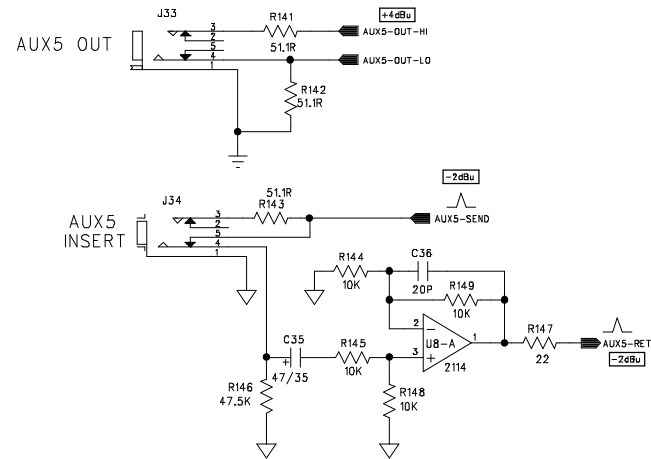 J33
R141
+4dBu
AUX5 OUT
3
2
5
4
1
51.1R
AUX5-OUT-HI
AUX5-OUT-LO
R142
51.1R
-2dBu
J34
51.1R
R143
AUX5
INSERT
3
2
5
4
1
AUX5-SEND
R144
10K
C36
20P
R149
10K
2
-
1
U8-A
3
+
2114
R147
22
AUX5-RET
-2dBu
C35
+
47/35
R145
10K
R146
47.5K
R148
10K